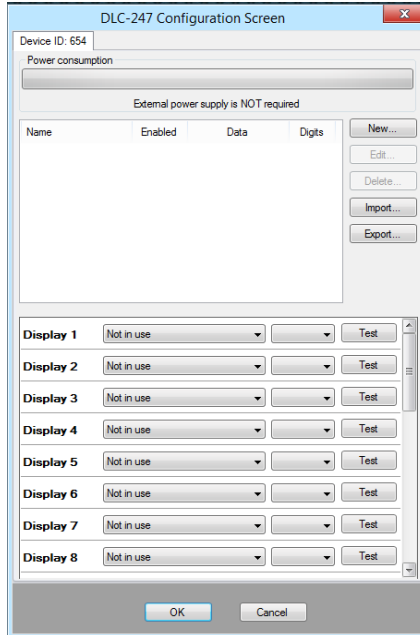 DLC-247 Configuration Screen
x
Device ID: 654
Power consumption
External power supply is NOT required
Name Enabled Data Digits
New...
Edit...
Delete...
Import...
Export...
Display 1 Not in use Test
Display 2 Not in use Test
Display 3 Not in use Test
Display 4 Not in use Test
Display 5 Not in use Test
Display 6 Not in use Test
Display 7 Not in use Test
Display 8 Not in use Test
OK Cancel